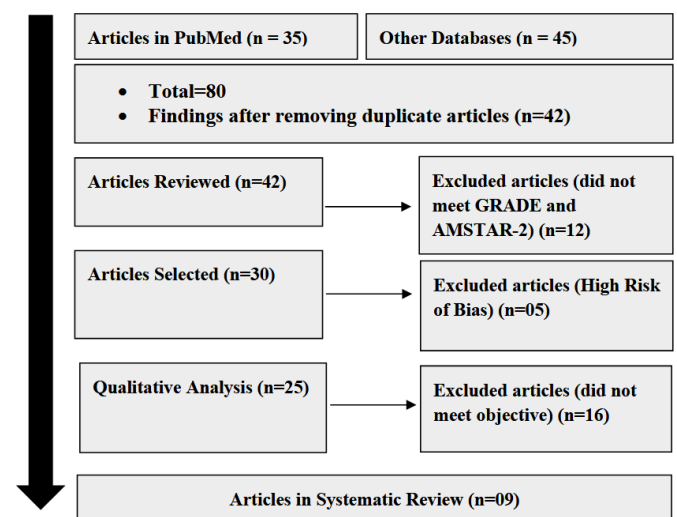 Articles in PubMed (n = 35)
Other Databases (n = 45)
• Total=80
• Findings after removing duplicate articles (n=42)
Articles Reviewed (n=42)
Excluded articles (did not
meet GRADE and
AMSTAR-2) (n=12)
Articles Selected (n=30)
Excluded articles (High Risk
of Bias) (n=05)
Qualitative Analysis (n=25)
Excluded articles (did not
meet objective) (n=16)
Articles in Systematic Review (n=09)